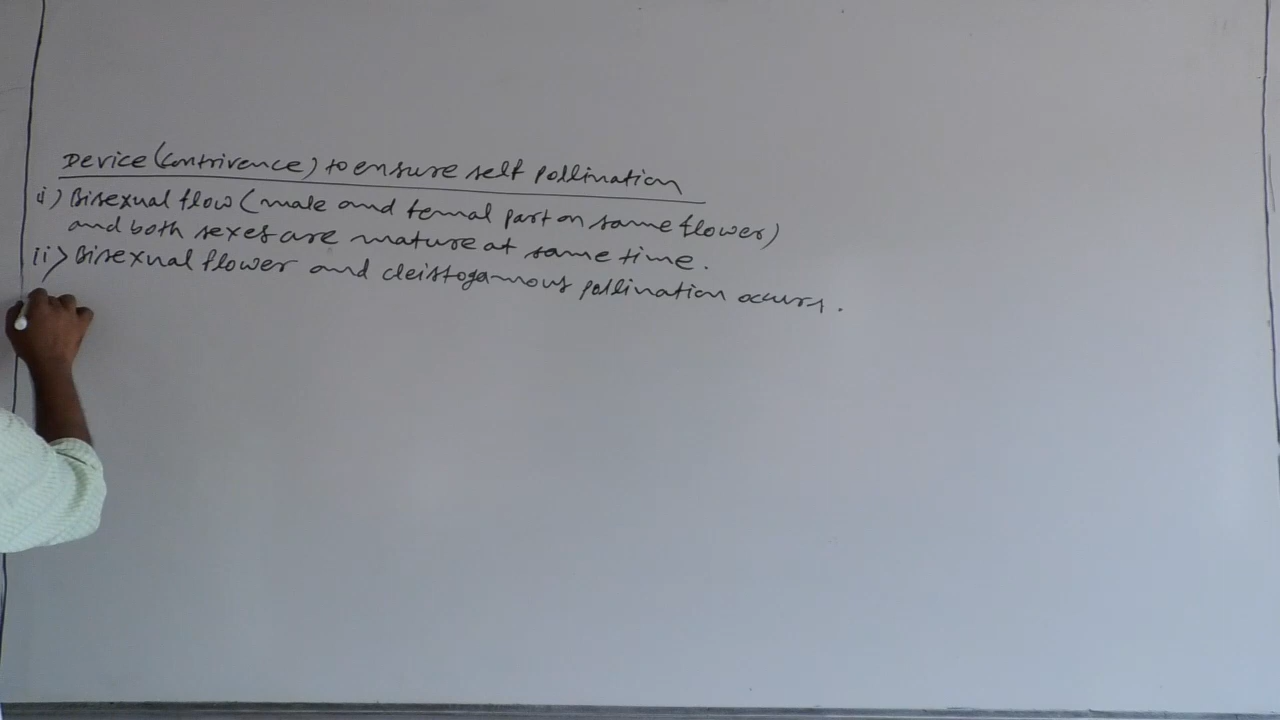 Device (Contrivence) to ensure self pollination
i) Bisexual flow (male and femal part on same flower)
and both sexes are mature at same time.
ii> Bisexual flower and cleistogamous pollination occurs.